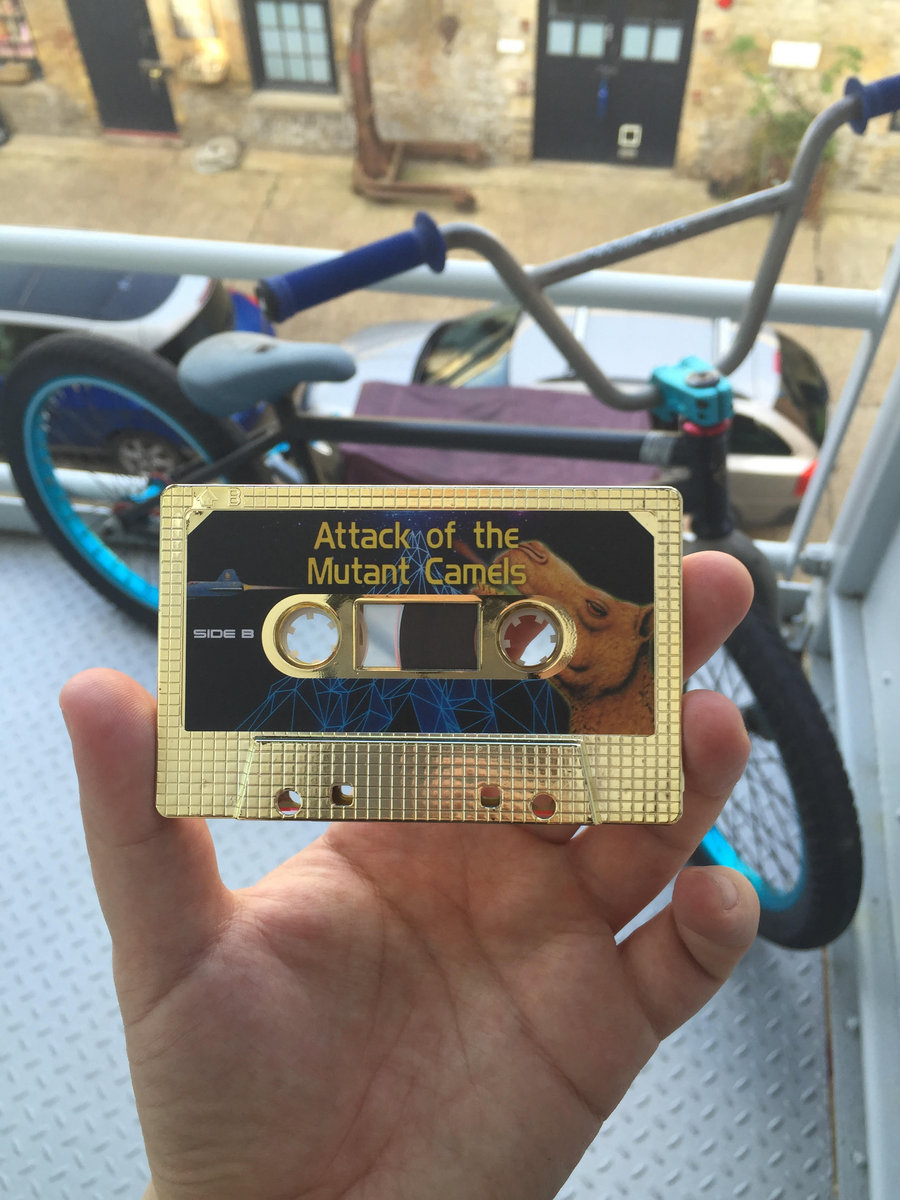 B
Attack of the
Mutant Camels
SIDE B